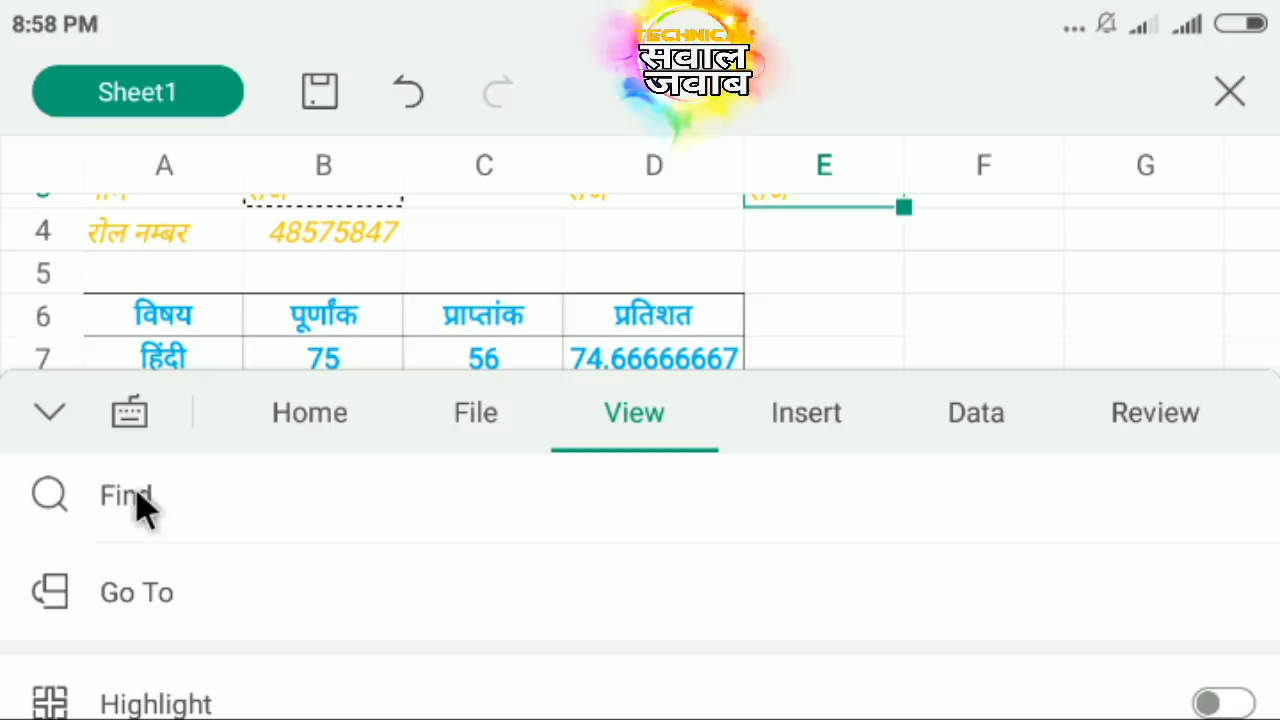 8:58 PM
TECHNICAL
सवाल
जवाब
Sheet1
A B C D E F G
4 रोल नम्बर 48575847
5
6 विषय पूर्णांक प्राप्तांक प्रतिशत
7 हिंदी 75 56 74.66666667
Home File View Insert Data Review
Find
Go To
Highlight